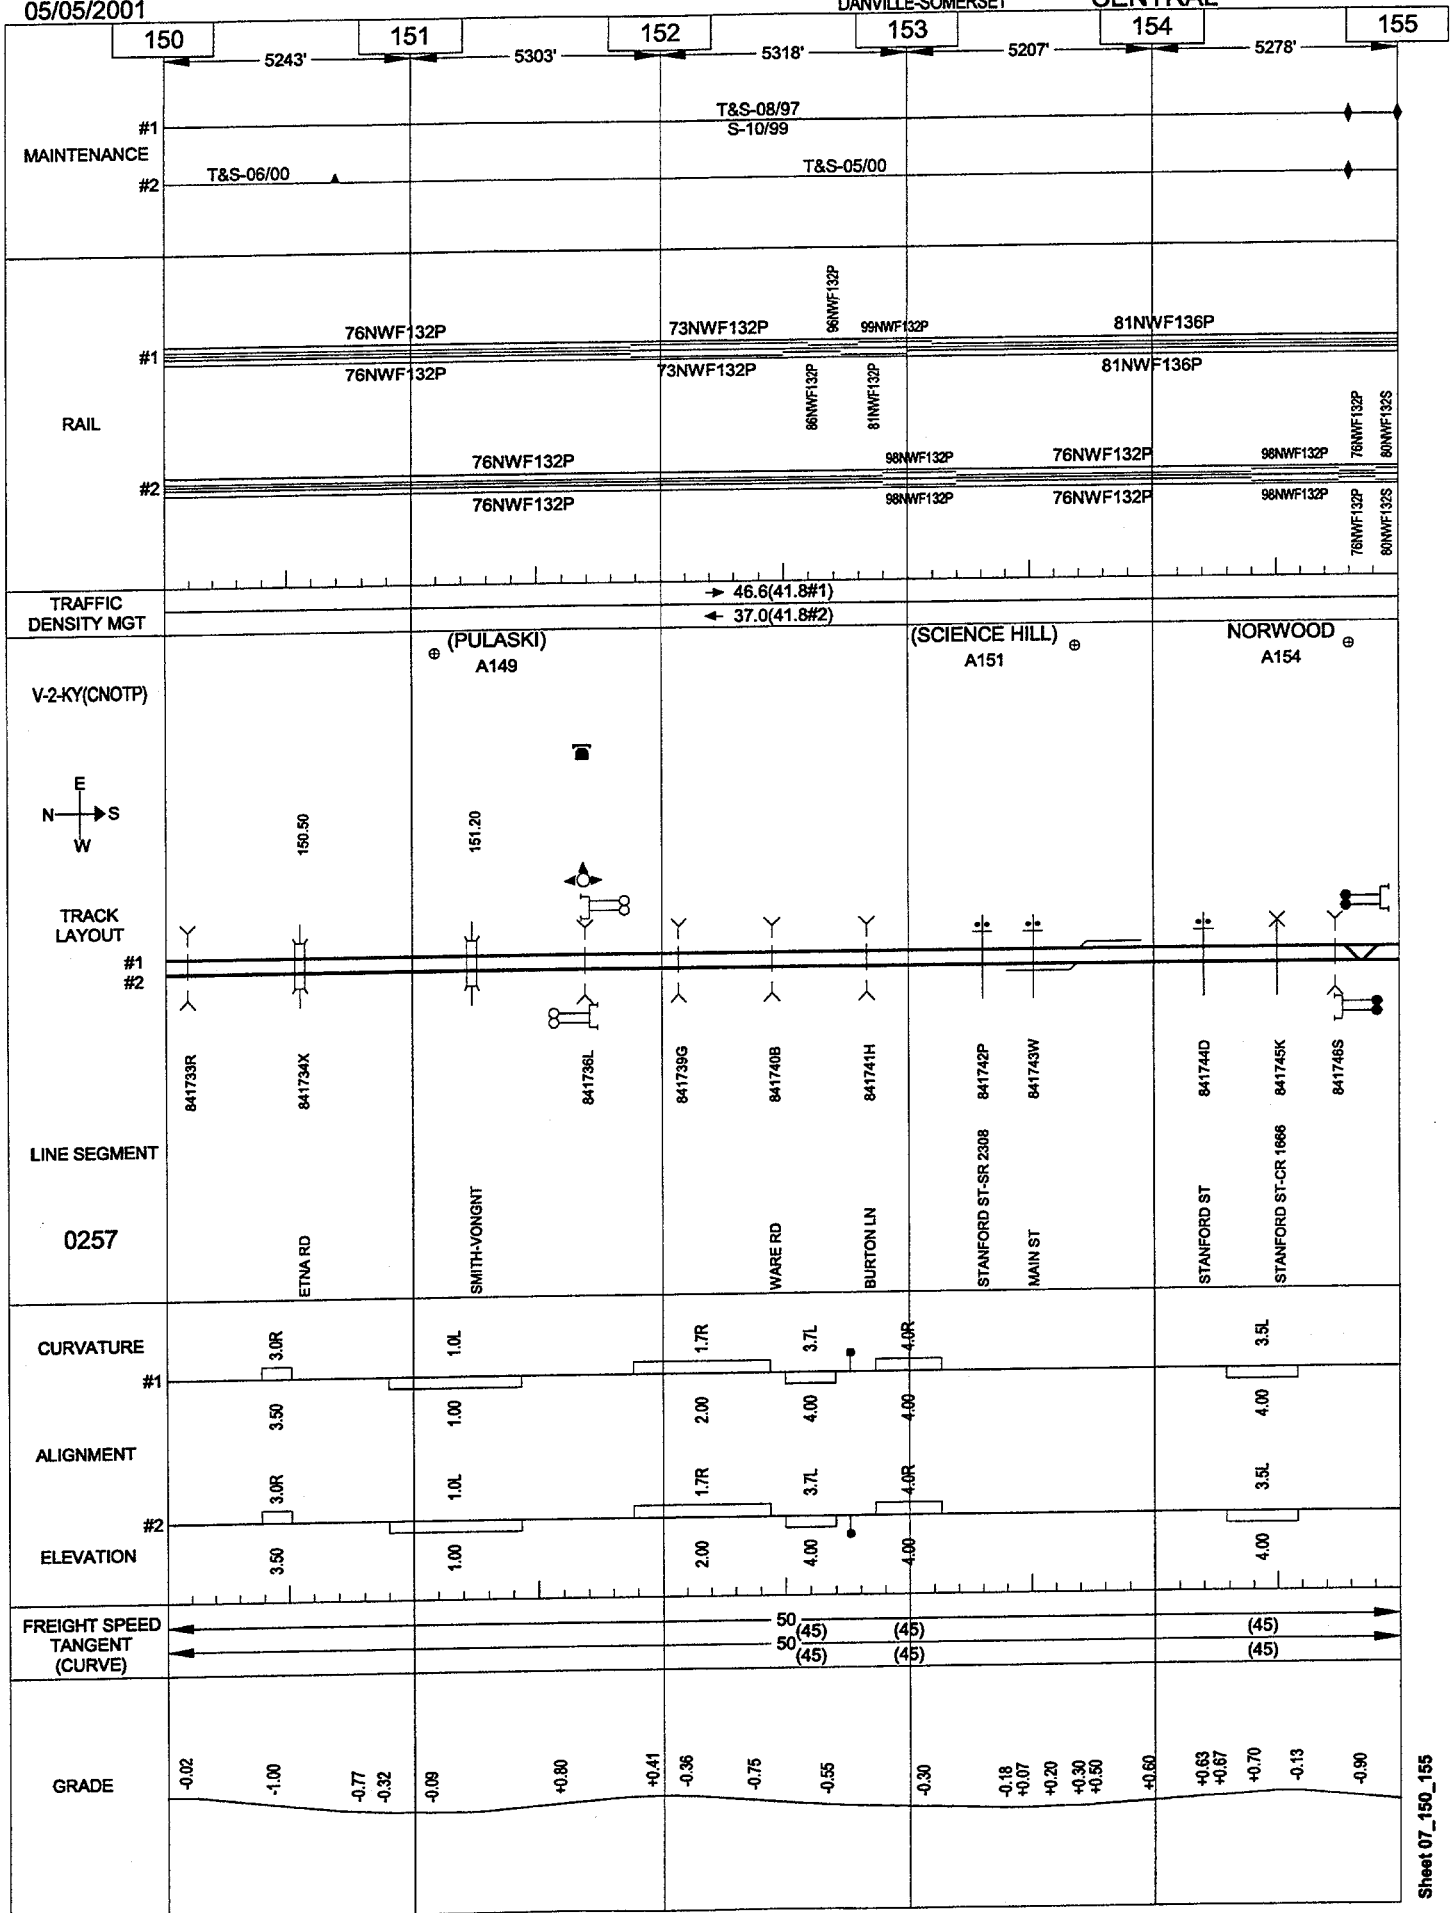 05/05/2001 DANVILLE-SOMERSET CENTRAL
150 151 152 153 154 155
5243' 5303' 5318' 5207' 5278'
T&S-08/97
#1
S-10/99
MAINTENANCE
T&S-06/00 T&S-05/00
#2
96NWF132P
76NWF132P 73NWF132P 99NWF132P 81NWF136P
#1
76NWF132P 73NWF132P 81NWF136P
86NWF132P 81NWF132P
RAIL
76NWF132P 80NWF132S
76NWF132P 98NWF132P 76NWF132P 98NWF132P
#2
76NWF132P 98NWF132P 76NWF132P 98NWF132P
76NWF132P 80NWF132S
TRAFFIC
DENSITY MGT
46.6(41.8#1)
37.0(41.8#2)
(PULASKI) (SCIENCE HILL) NORWOOD
A149 A151 A154
V-2-KY(CNOTP)
E
N S
W
150.50 151.20
TRACK
LAYOUT
#1
#2
841733R 841734X 841736L 841739G 841740B 841741H 841742P 841743W 841744D 841745K 841746S
LINE SEGMENT
0257
ETNA RD SMITH-VONGNT WARE RD BURTON LN STANFORD ST-SR 2308 MAIN ST STANFORD ST STANFORD ST-CR 1666
CURVATURE
3.0R 1.0L 1.7R 3.7L 4.0R 3.5L
#1
3.50 1.00 2.00 4.00 4.00 4.00
ALIGNMENT
3.0R 1.0L 1.7R 3.7L 4.0R 3.5L
#2
ELEVATION
3.50 1.00 2.00 4.00 4.00 4.00
FREIGHT SPEED
TANGENT
(CURVE)
50 (45) (45) (45)
50 (45) (45) (45)
GRADE
-0.02 -1.00 -0.77 -0.32 -0.09 +0.80 +0.41 -0.36 -0.75 -0.55 -0.30 -0.18 +0.07 +0.20 +0.30 +0.50 +0.60 +0.63 +0.67 +0.70 -0.13 -0.90
Sheet 07_150_155